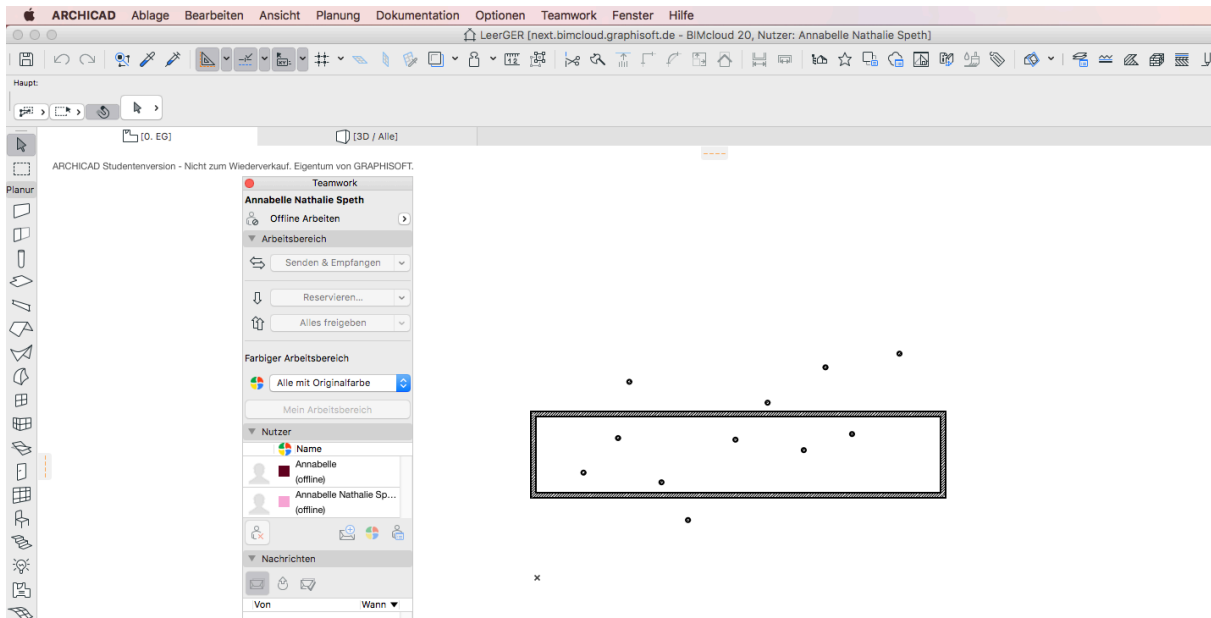 ARCHICAD Ablage Bearbeiten Ansicht Planung Dokumentation Optionen Teamwork Fenster Hilfe
LeerGER [next.bimcloud.graphisoft.de - BIMcloud 20, Nutzer: Annabelle Nathalie Speth]
Haupt:
[0. EG] [3D / Alle]
ARCHICAD Studentenversion - Nicht zum Wiederverkauf. Eigentum von GRAPHISOFT.
Planur
Teamwork
Annabelle Nathalie Speth
Offline Arbeiten
Arbeitsbereich
Senden & Empfangen
Reservieren...
Alles freigeben
Farbiger Arbeitsbereich
Alle mit Originalfarbe
Mein Arbeitsbereich
Nutzer
Name
Annabelle
(offline)
Annabelle Nathalie Sp...
(offline)
Nachrichten
Von Wann